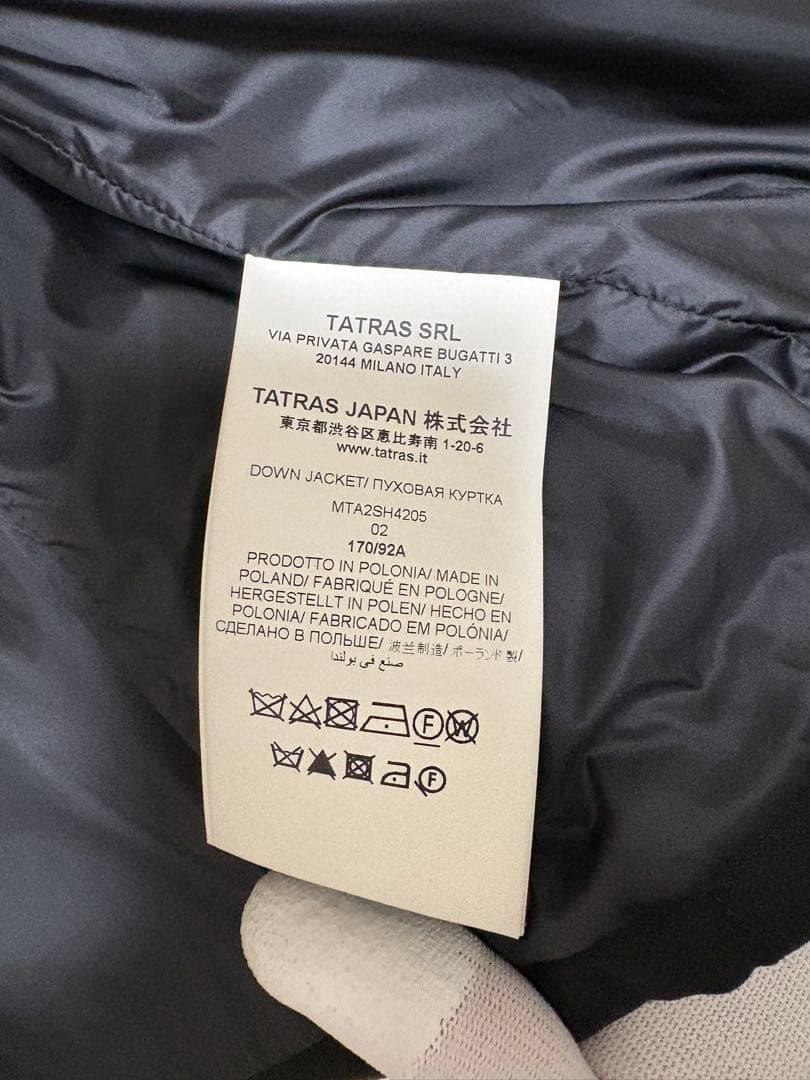 TATRAS SRL
VIA PRIVATA GASPARE BUGATTI 3
20144 MILANO ITALY
TATRAS JAPAN 株式会社
東京都渋谷区恵比寿南 1-20-6
www.tatras.it
DOWN JACKET/ ПУХОВАЯ КУРТКА
MTA2SH4205
02
170/92A
PRODOTTO IN POLONIA/ MADE IN
POLAND/ FABRIQUÉ EN POLOGNE/
HERGESTELLT IN POLEN/ HECHO EN
POLONIA/ FABRICADO EM POLÓNIA/
СДЕЛАНО В ПОЛЬШЕ/ 波兰制造/ ポーランド製/
صنع في بولندا
F W
F